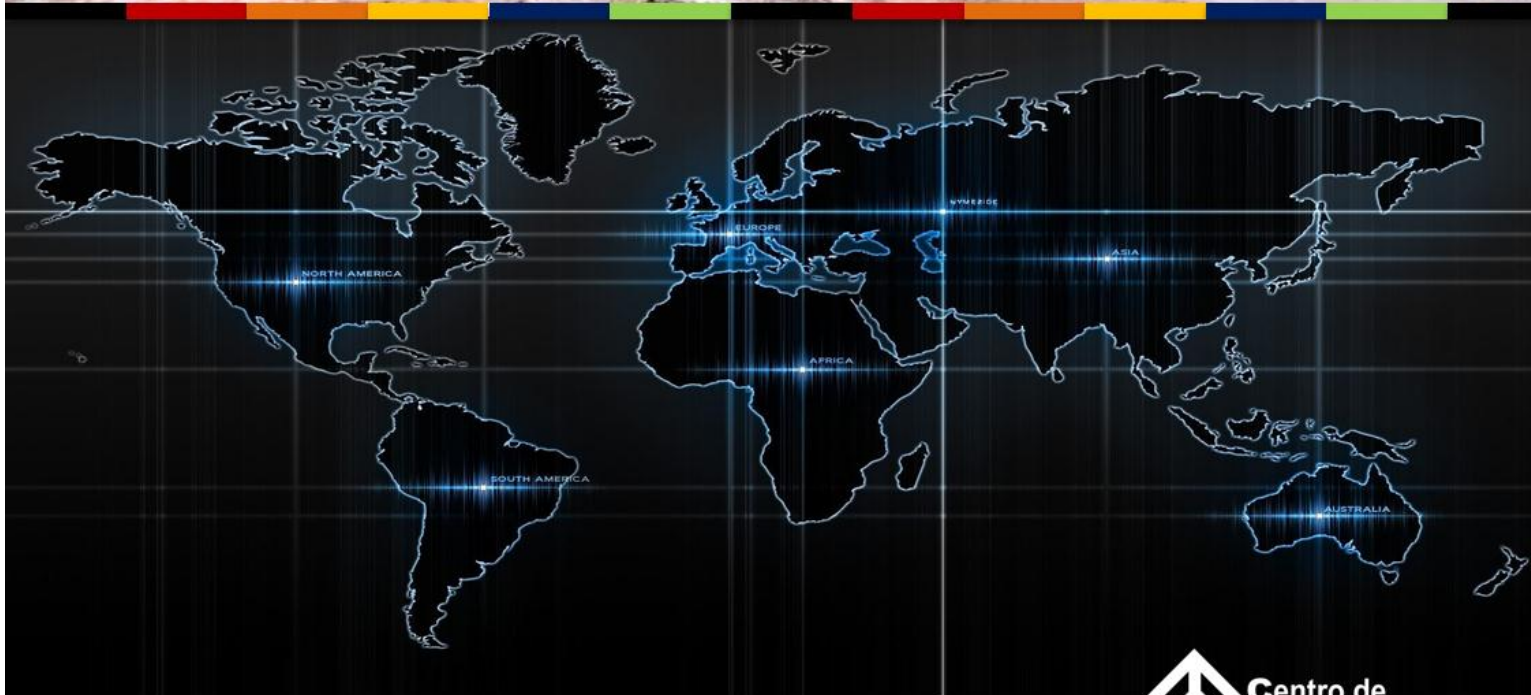 EUROPE
ASIA
NORTH AMERICA
AFRICA
SOUTH AMERICA
AUSTRALIA
Centro de